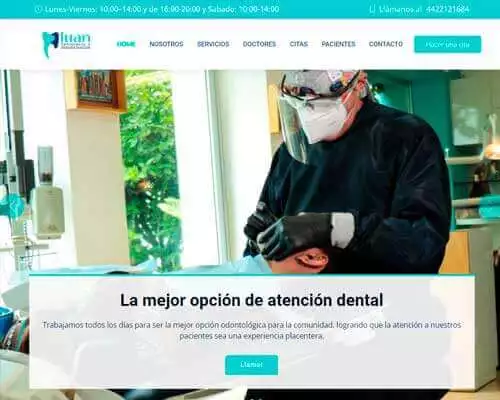 Lunes-Viernes: 10:00–14:00 y de 16:00-20:00 y Sabado: 10:00-14:00
Llámanos al 4422121684
HOME NOSOTROS SERVICIOS DOCTORES CITAS PACIENTES CONTACTO Hacer una cita
La mejor opción de atención dental
Trabajamos todos los días para ser la mejor opción odontológica para la comunidad, logrando que la atención a nuestros
pacientes sea una experiencia placentera.
Llamar